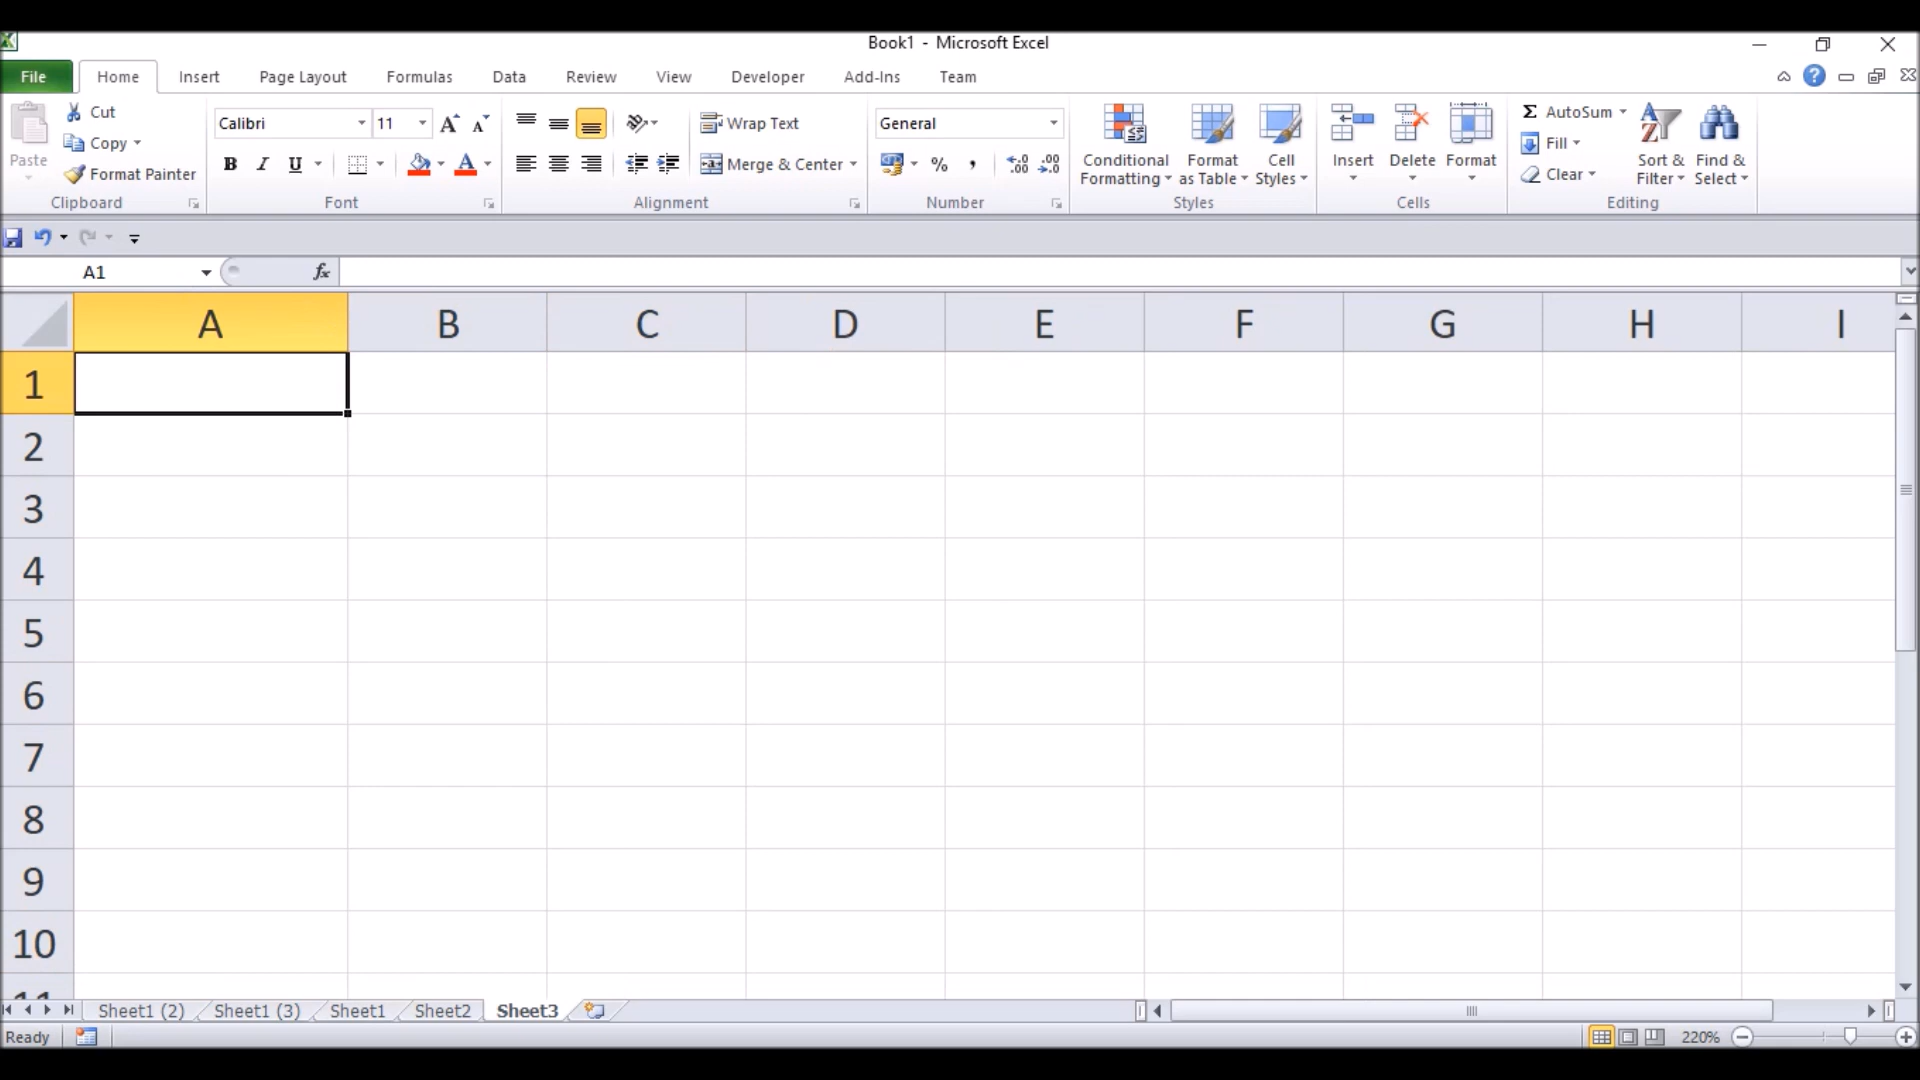 Book1 - Microsoft Excel
File Home Insert Page Layout Formulas Data Review View Developer Add-Ins Team
Paste
Cut
Copy
Format Painter
Clipboard
Calibri 11
B I U
Font
Wrap Text
Merge & Center
Alignment
General
% ,
Number
Conditional Formatting
Format as Table
Cell Styles
Styles
Insert Delete Format
Cells
Σ AutoSum
Fill
Clear
Sort & Filter
Find & Select
Editing
A1 fx
A B C D E F G H I
1
2
3
4
5
6
7
8
9
10
11
Sheet1 (2) Sheet1 (3) Sheet1 Sheet2 Sheet3
Ready 220%